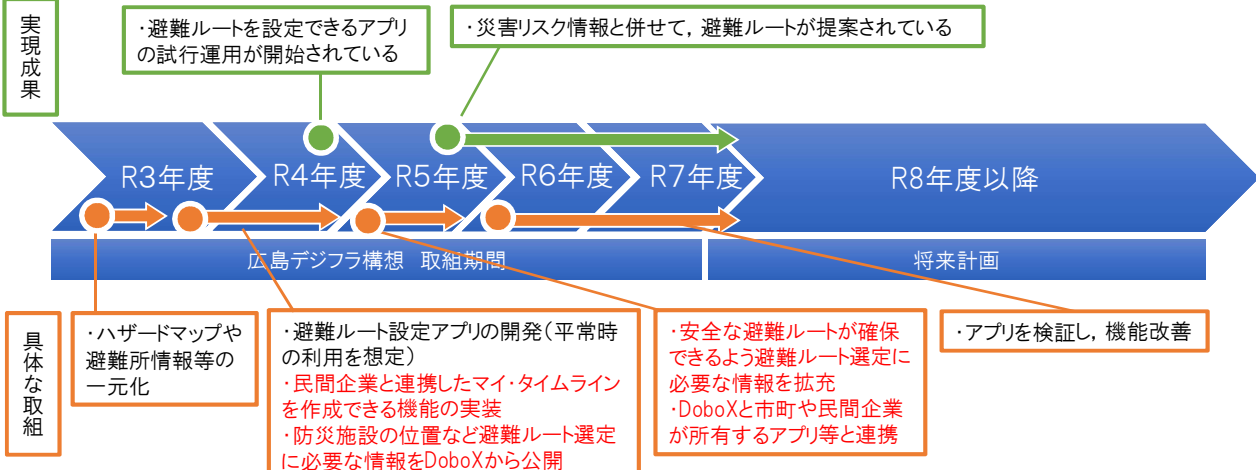 実現成果
・避難ルートを設定できるアプリ
の試行運用が開始されている
・災害リスク情報と併せて，避難ルートが提案されている
R3年度
R4年度
R5年度
R6年度
R7年度
R8年度以降
広島デジフラ構想　取組期間
将来計画
具体な取組
・ハザードマップや
避難所情報等の
一元化
・避難ルート設定アプリの開発（平常時
の利用を想定）
・民間企業と連携したマイ・タイムライン
を作成できる機能の実装
・防災施設の位置など避難ルート選定
に必要な情報をDoboXから公開
・安全な避難ルートが確保
できるよう避難ルート選定に
必要な情報を拡充
・DoboXと市町や民間企業
が所有するアプリ等と連携
・アプリを検証し，機能改善